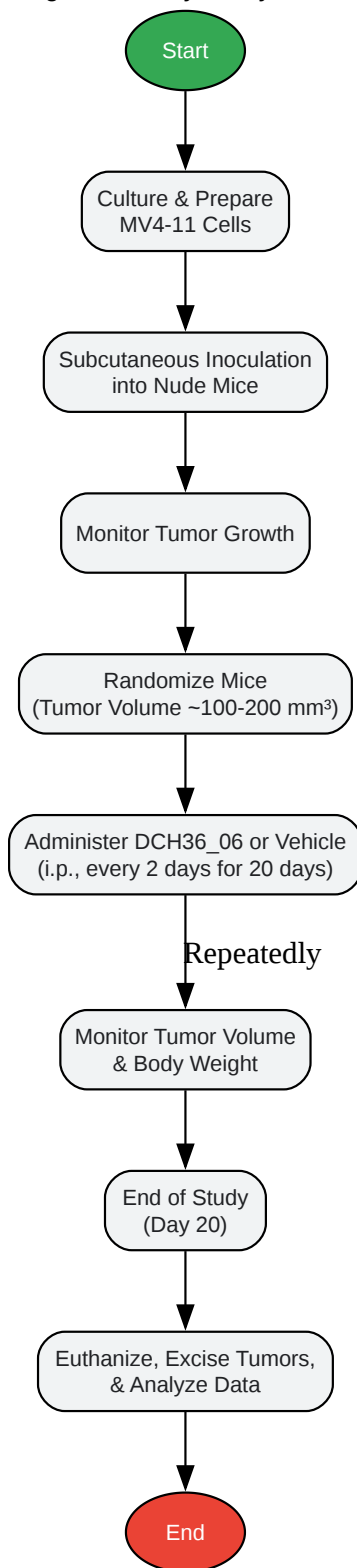 Start
Culture & Prepare
MV4-11 Cells
Subcutaneous Inoculation
into Nude Mice
Monitor Tumor Growth
Randomize Mice
(Tumor Volume ~100-200 mm³)
Administer DCH36_06 or Vehicle
(i.p., every 2 days for 20 days)
Repeatedly
Monitor Tumor Volume
& Body Weight
End of Study
(Day 20)
Euthanize, Excise Tumors,
& Analyze Data
End